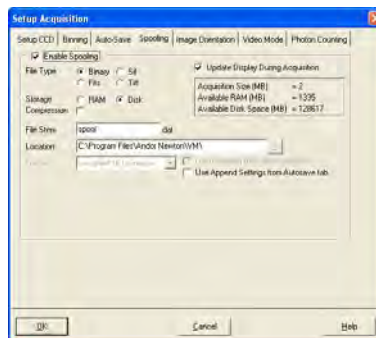 Setup Acquisition
Setup CCD Binning Auto-Save Spooling Image Orientation Video Mode Photon Counting
Enable Spooling
File Type Binary Sif Update Display During Acquisition
Fits Tiff
Acquisition Size (MB) = 2
Storage RAM Disk Available RAM (MB) = 1335
Compression Available Disk Space (MB) = 128617
File Stem spool .dat
Location C:\Program Files\Andor Newton\VM\ ...
Use Append Settings from Autosave tab
OK Cancel Help